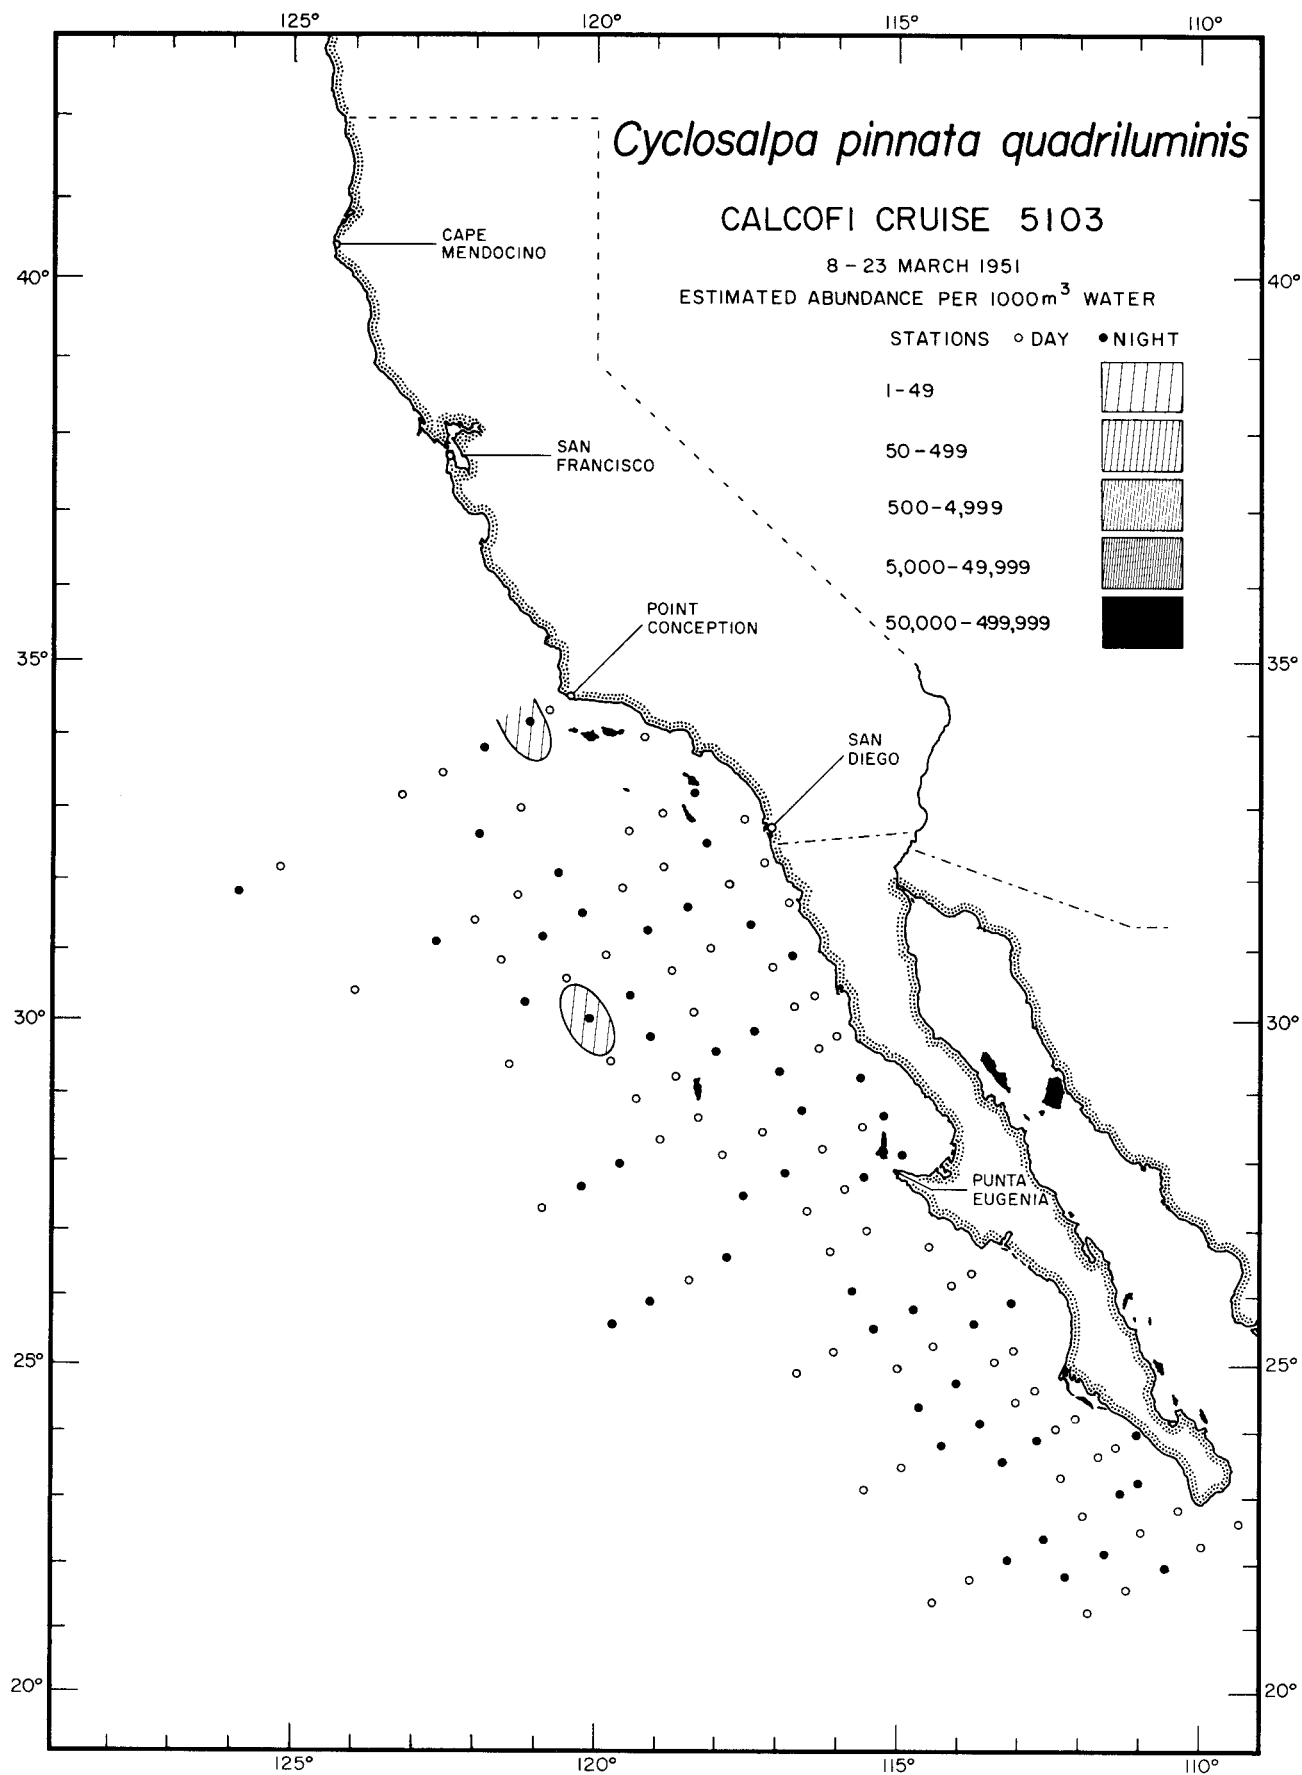 125° 120° 115° 110°
Cyclosalpa pinnata quadriluminis
CALCOFI CRUISE 5103
8 – 23 MARCH 1951
ESTIMATED ABUNDANCE PER 1000m³ WATER
STATIONS ○ DAY ● NIGHT
1–49
50–499
500–4,999
5,000–49,999
50,000–499,999
CAPE
MENDOCINO
40° 40°
SAN
FRANCISCO
POINT
CONCEPTION
35° 35°
SAN
DIEGO
30° 30°
PUNTA
EUGENIA
25° 25°
20° 20°
125° 120° 115° 110°